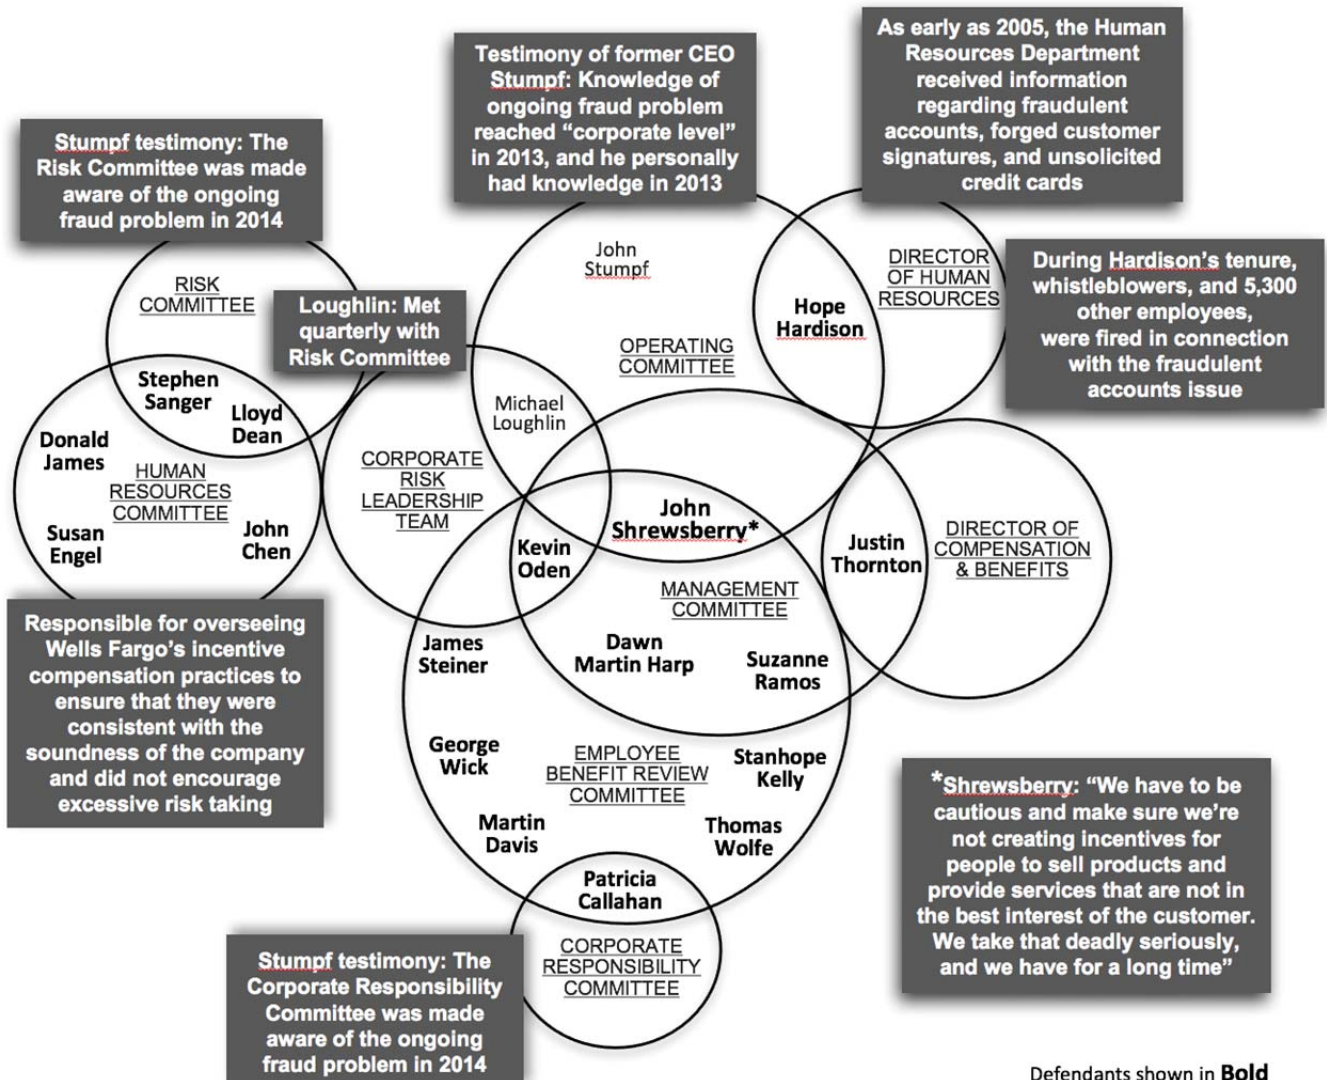 As early as 2005, the Human
Resources Department
received information
regarding fraudulent
accounts, forged customer
signatures, and unsolicited
credit cards
Testimony of former CEO
Stumpf: Knowledge of
ongoing fraud problem
reached “corporate level”
in 2013, and he personally
had knowledge in 2013
Stumpf testimony: The
Risk Committee was made
aware of the ongoing
fraud problem in 2014
John
Stumpf
DIRECTOR
OF HUMAN
RESOURCES
During Hardison’s tenure,
whistleblowers, and 5,300
other employees,
were fired in connection
with the fraudulent
accounts issue
RISK
COMMITTEE
Loughlin: Met
quarterly with
Risk Committee
Hope
Hardison
OPERATING
COMMITTEE
Stephen
Sanger
Lloyd
Dean
Michael
Loughlin
Donald
James
HUMAN
RESOURCES
COMMITTEE
CORPORATE
RISK
LEADERSHIP
TEAM
Susan
Engel
John
Chen
John
Shrewsberry*
Kevin
Oden
Justin
Thornton
DIRECTOR OF
COMPENSATION
& BENEFITS
MANAGEMENT
COMMITTEE
Responsible for overseeing
Wells Fargo’s incentive
compensation practices to
ensure that they were
consistent with the
soundness of the company
and did not encourage
excessive risk taking
James
Steiner
Dawn
Martin Harp
Suzanne
Ramos
George
Wick
EMPLOYEE
BENEFIT REVIEW
COMMITTEE
Stanhope
Kelly
Martin
Davis
Thomas
Wolfe
*Shrewsberry: “We have to be
cautious and make sure we’re
not creating incentives for
people to sell products and
provide services that are not in
the best interest of the customer.
We take that deadly seriously,
and we have for a long time”
Patricia
Callahan
CORPORATE
RESPONSIBILITY
COMMITTEE
Stumpf testimony: The
Corporate Responsibility
Committee was made
aware of the ongoing
fraud problem in 2014
Defendants shown in Bold